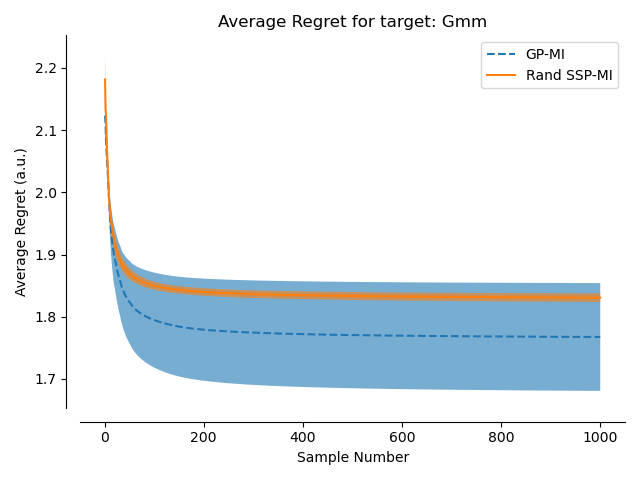 Average Regret for target: Gmm
GP-MI
Rand SSP-MI
Average Regret (a.u.)
2.2
2.1
2.0
1.9
1.8
1.7
0 200 400 600 800 1000
Sample Number